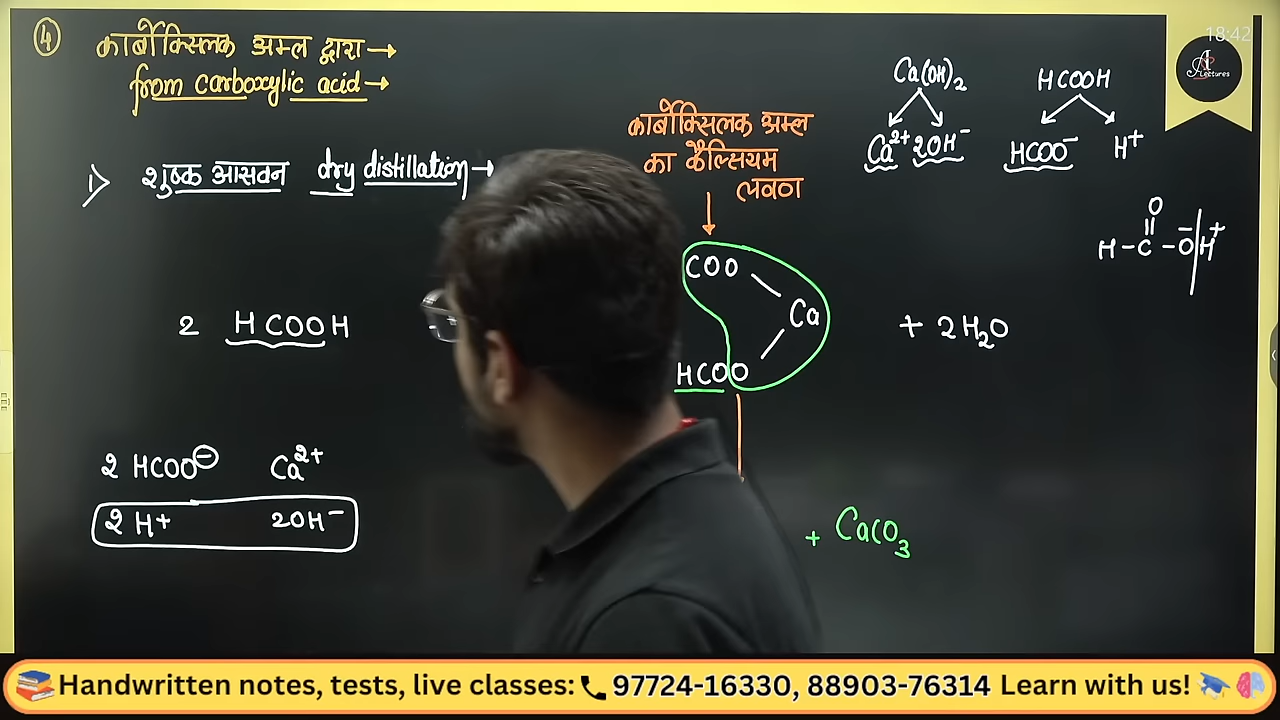 ④ कार्बोक्सिलिक अम्ल द्वारा →
from carboxylic acid →
1> शुष्क आसवन dry distillation →
कार्बोक्सिलक अम्ल
का कैल्सियम
लवण
↓
Ca(OH)₂
Ca²⁺ 2OH⁻
HCOOH
HCOO⁻ H⁺
O
H-C-O⁻ H⁺
2 HCOOH
COO
Ca
HCOO
+ 2H₂O
2 HCOO⊖ Ca²⁺
2 H+ 2OH⁻
+ CaCO₃
18:42
Lectures
Handwritten notes, tests, live classes: 97724-16330, 88903-76314 Learn with us!